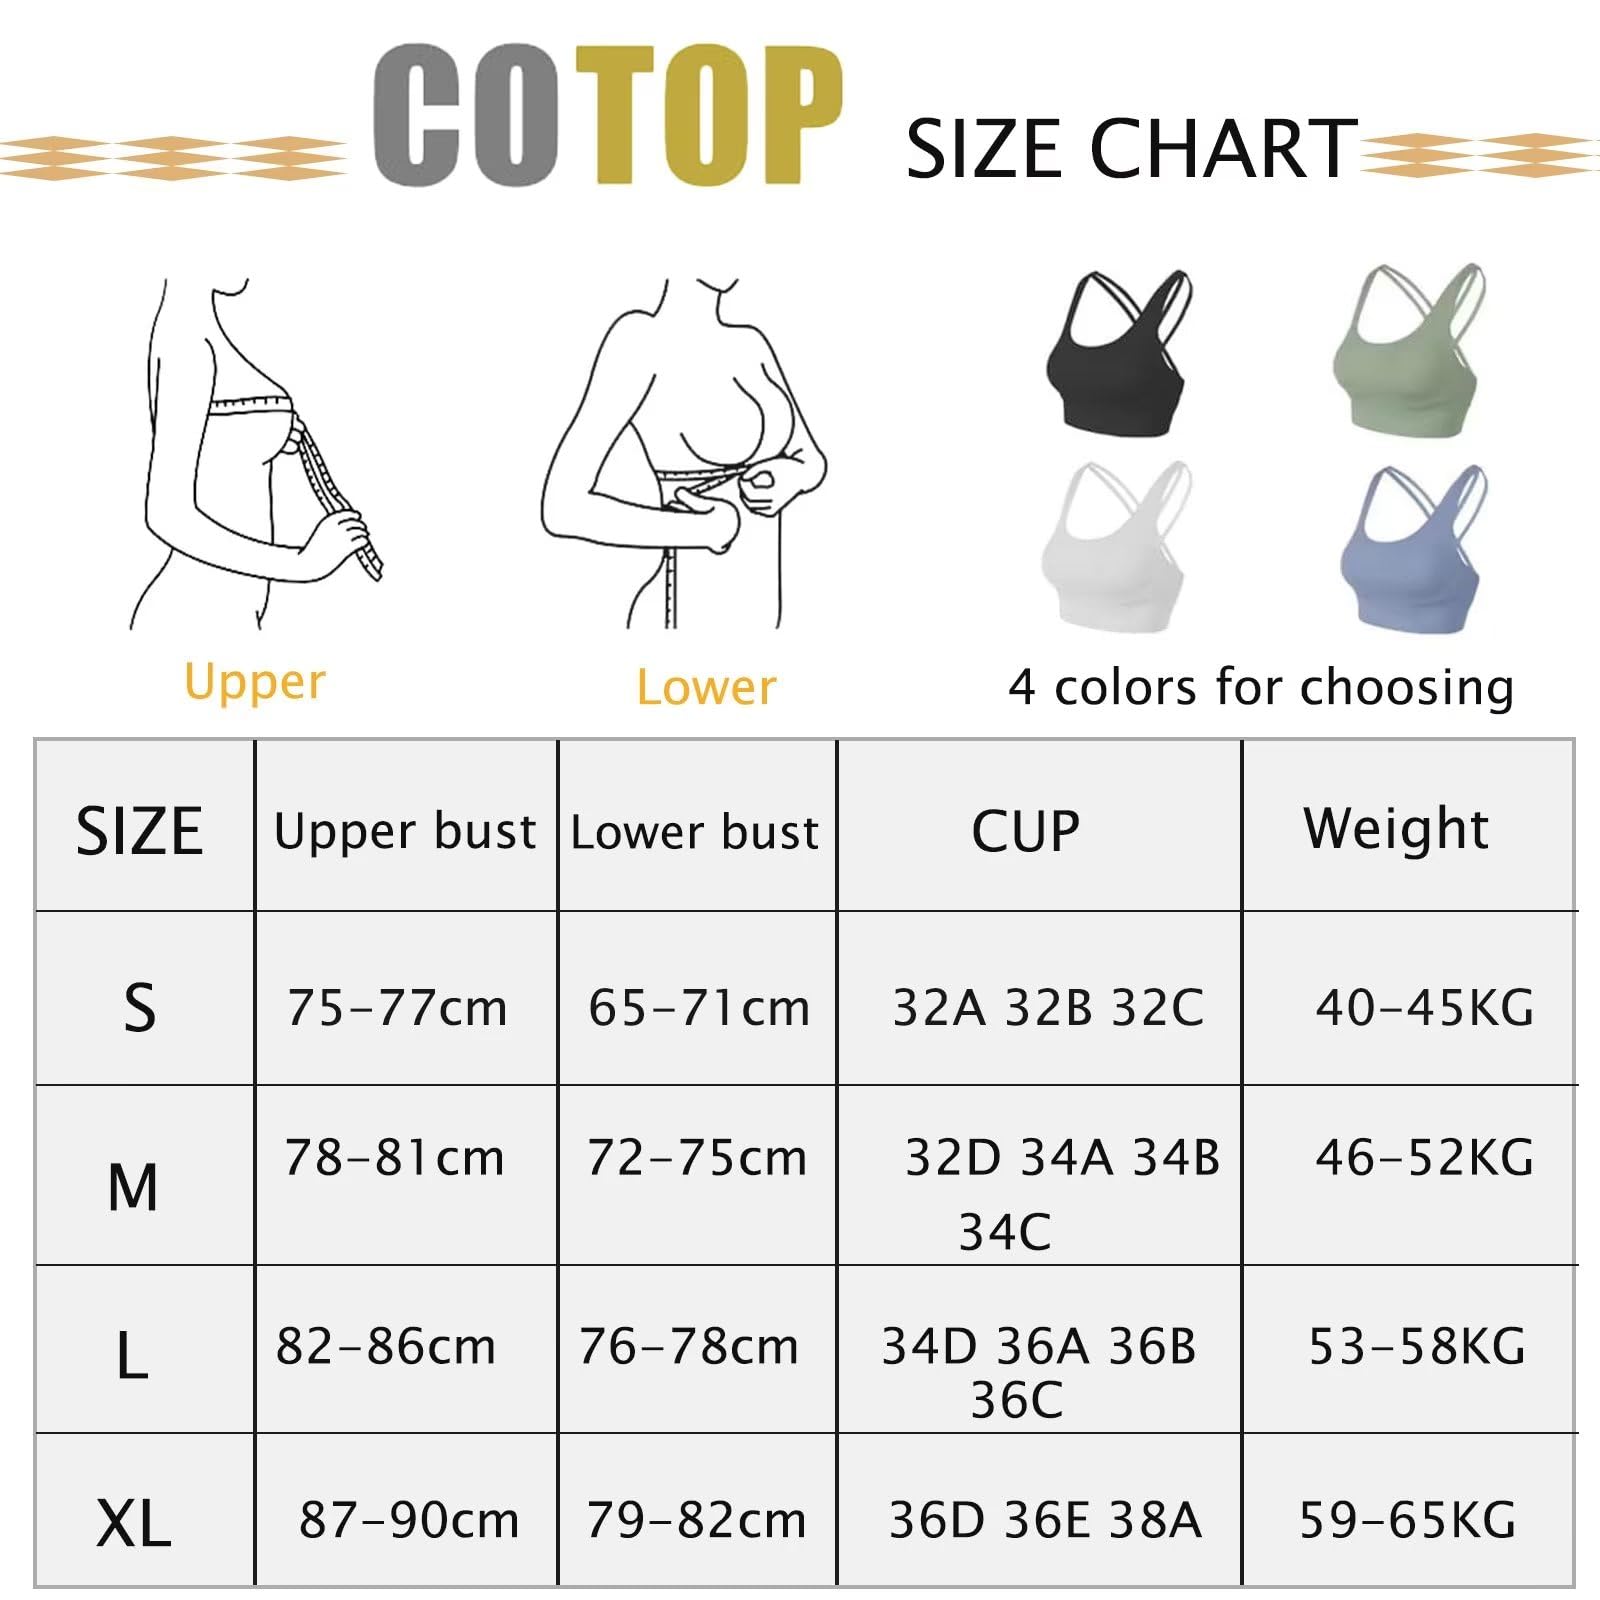 COTOP SIZE CHART
Upper
Lower
4 colors for choosing
SIZE Upper bust Lower bust CUP Weight
S 75-77cm 65-71cm 32A 32B 32C 40-45KG
M 78-81cm 72-75cm 32D 34A 34B 46-52KG
34C
L 82-86cm 76-78cm 34D 36A 36B 53-58KG
36C
XL 87-90cm 79-82cm 36D 36E 38A 59-65KG